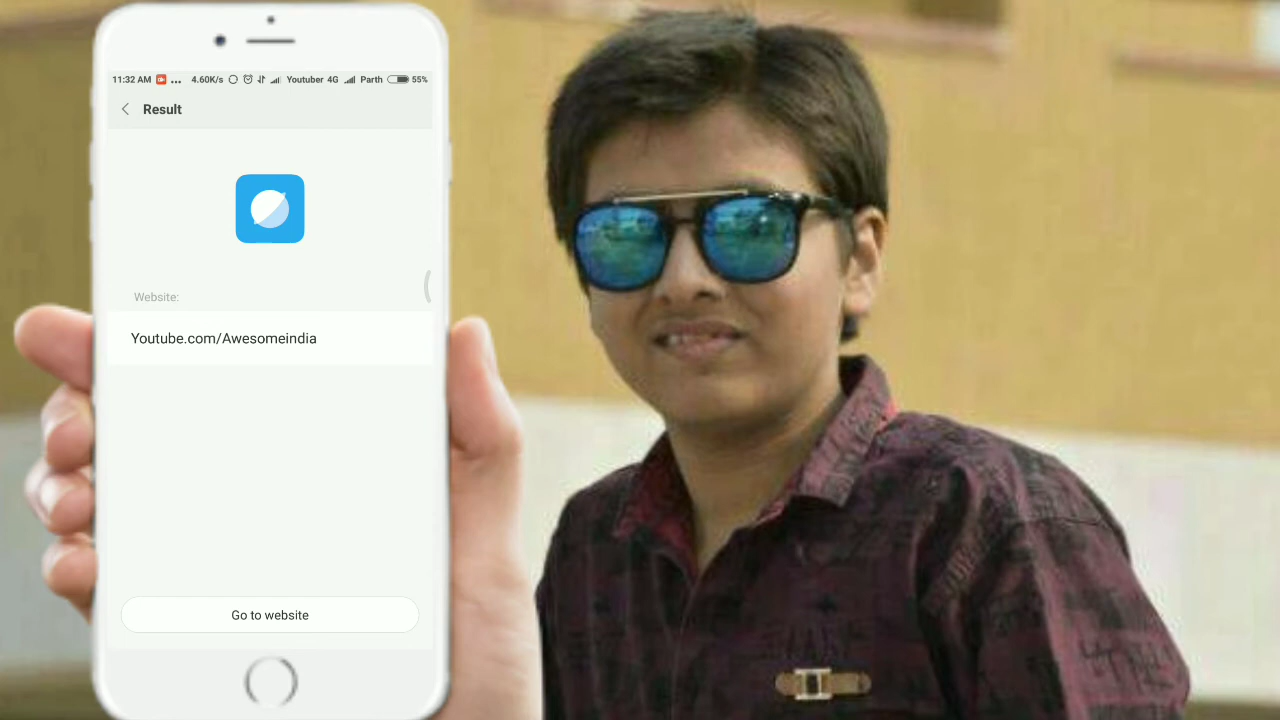 11:32 AM ... 4.60K/s Youtuber 4G Parth 55%
Result
Website:
Youtube.com/Awesomeindia
Go to website